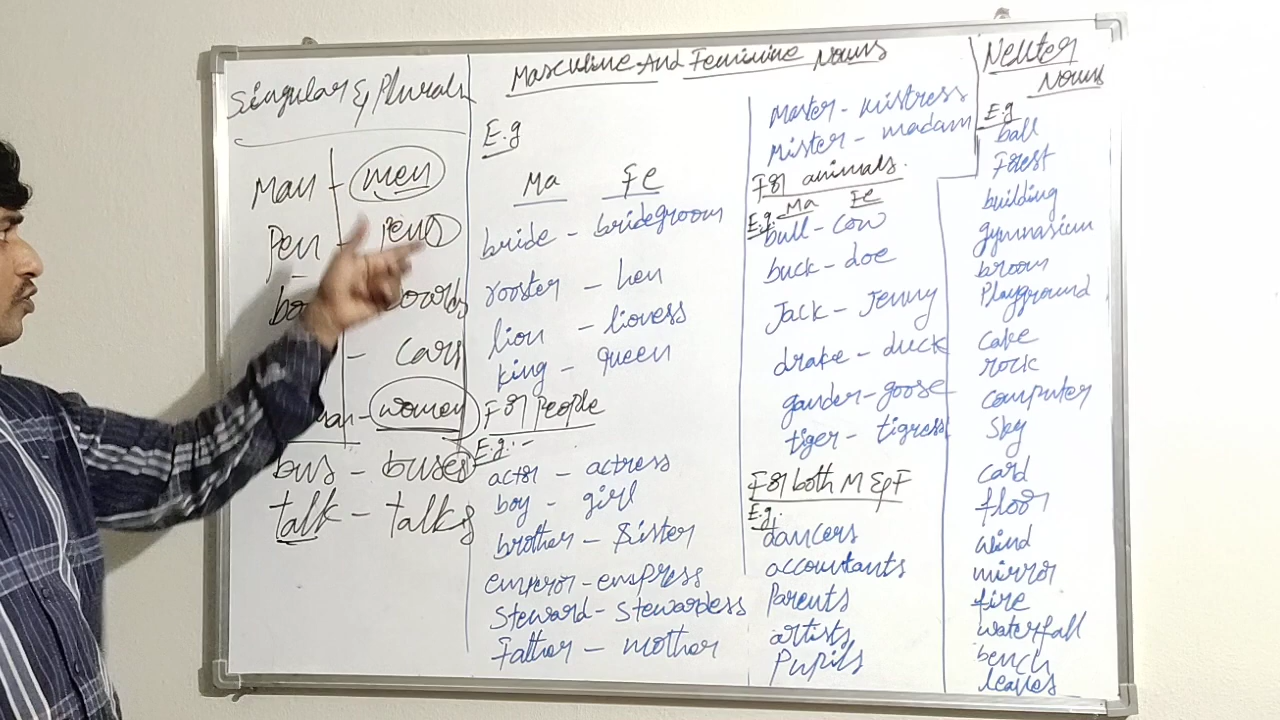 Singular & Plurals
Man - men
Pen - pens
bo
- cars
man - women
bus - buses
talk - talks
Masculine And Feminine Nouns
E.g
Ma Fe
bride - bridegroom
rooster - hen
lion - lioness
king - queen
For People
E.g:-
actor - actress
boy - girl
brother - Sister
emperor - empress
Steward - Stewardess
Father - mother
Master - mistress
Mister - madam
For animals.
E.g. Ma Fe
bull - cow
buck - doe
Jack - Jenny
drake - duck
gander - goose
tiger - tigress
For both M & F
E.g.
dancers
accountants
Parents
artists
Pupils
Neuter
Nouns
E.g
ball
Forest
building
gymnasium
broom
Playground
cake
rock
computer
Sky
card
floor
wind
mirror
fire
waterfall
bench
leaves